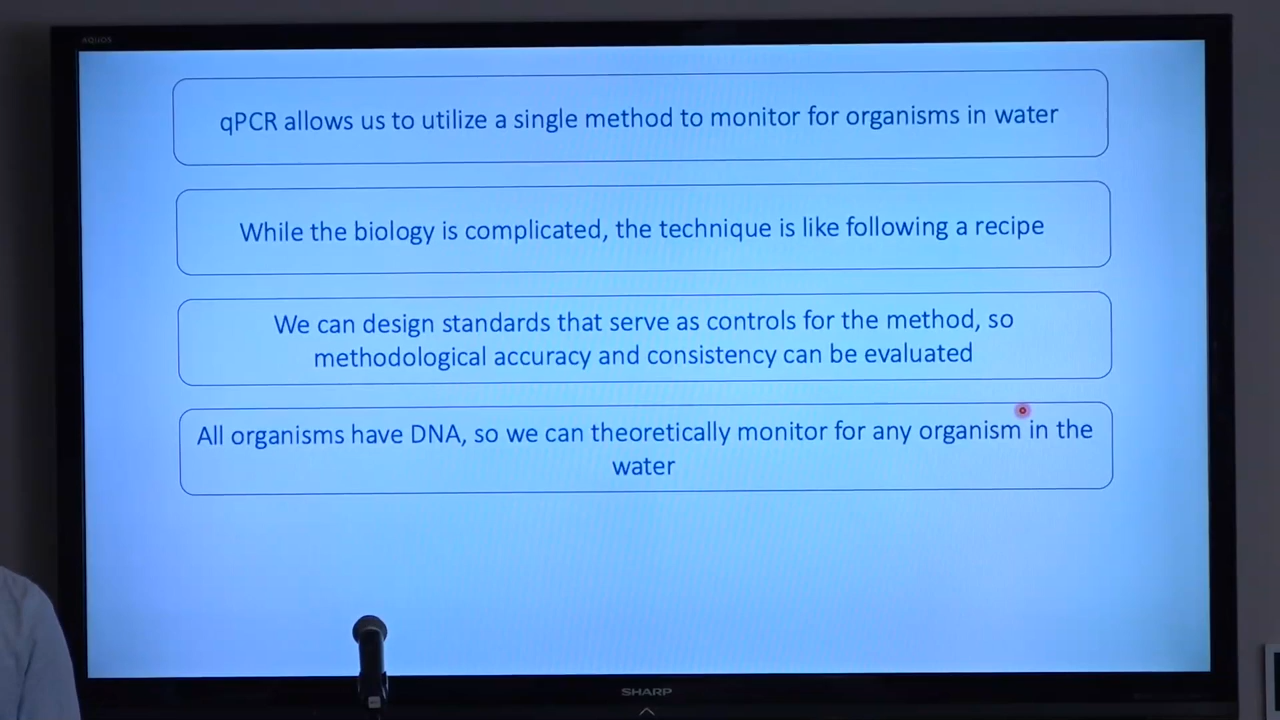 AQUOS
qPCR allows us to utilize a single method to monitor for organisms in water
While the biology is complicated, the technique is like following a recipe
We can design standards that serve as controls for the method, so
methodological accuracy and consistency can be evaluated
All organisms have DNA, so we can theoretically monitor for any organism in the
water
SHARP